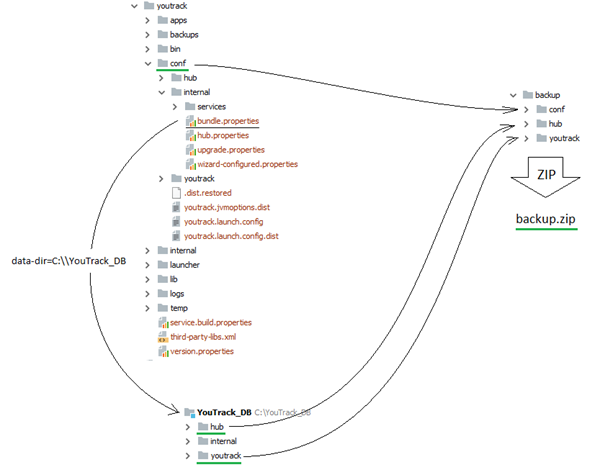 youtrack
apps
backups
bin
conf
hub
internal
services
bundle.properties
hub.properties
upgrade.properties
wizard-configured.properties
youtrack
.dist.restored
youtrack.jvmoptions.dist
youtrack.launch.config
youtrack.launch.config.dist
internal
launcher
lib
logs
temp
service.build.properties
third-party-libs.xml
version.properties
data-dir=C:\\YouTrack_DB
YouTrack_DB C:\YouTrack_DB
hub
internal
youtrack
backup
conf
hub
youtrack
ZIP
backup.zip